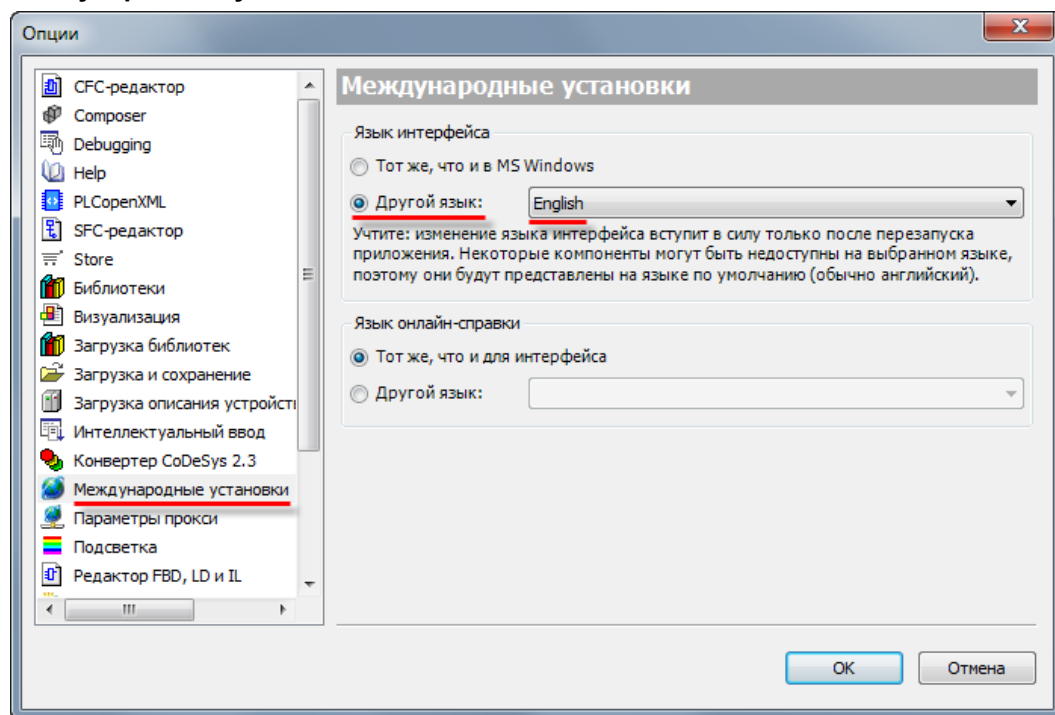 Опции
CFC-редактор
Composer
Debugging
Help
PLCopenXML
SFC-редактор
Store
Библиотеки
Визуализация
Загрузка библиотек
Загрузка и сохранение
Загрузка описания устройст
Интеллектуальный ввод
Конвертер CoDeSys 2.3
Международные установки
Параметры прокси
Подсветка
Редактор FBD, LD и IL
Международные установки
Язык интерфейса
Тот же, что и в MS Windows
Другой язык: English
Учтите: изменение языка интерфейса вступит в силу только после перезапуска
приложения. Некоторые компоненты могут быть недоступны на выбранном языке,
поэтому они будут представлены на языке по умолчанию (обычно английский).
Язык онлайн-справки
Тот же, что и для интерфейса
Другой язык:
OK Отмена